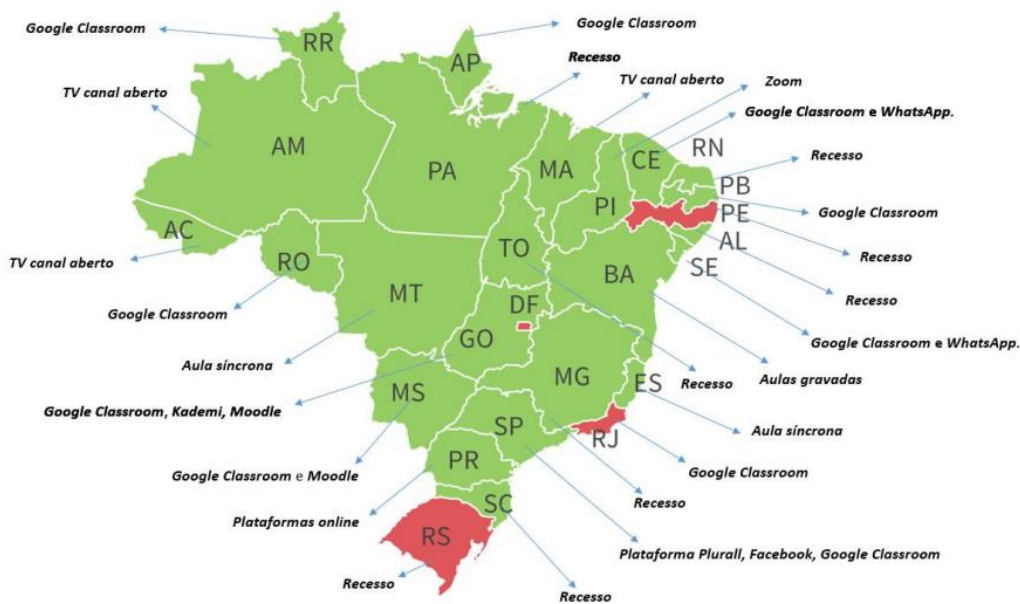 Google Classroom
RR
Google Classroom
AP
Recesso
TV canal aberto
TV canal aberto
Zoom
Google Classroom e WhatsApp.
AM
PA
MA
CE
RN
Recesso
PB
PI
Google Classroom
PE
AC
TO
AL
Recesso
RO
BA
SE
TV canal aberto
MT
Recesso
DF
Google Classroom
GO
Google Classroom e WhatsApp.
Aula síncrona
MG
ES
Recesso
Aulas gravadas
MS
Google Classroom, Kademi, Moodle
SP
RJ
Aula síncrona
PR
Google Classroom
Google Classroom e Moodle
SC
Recesso
Plataformas online
RS
Plataforma Plurall, Facebook, Google Classroom
Recesso
Recesso